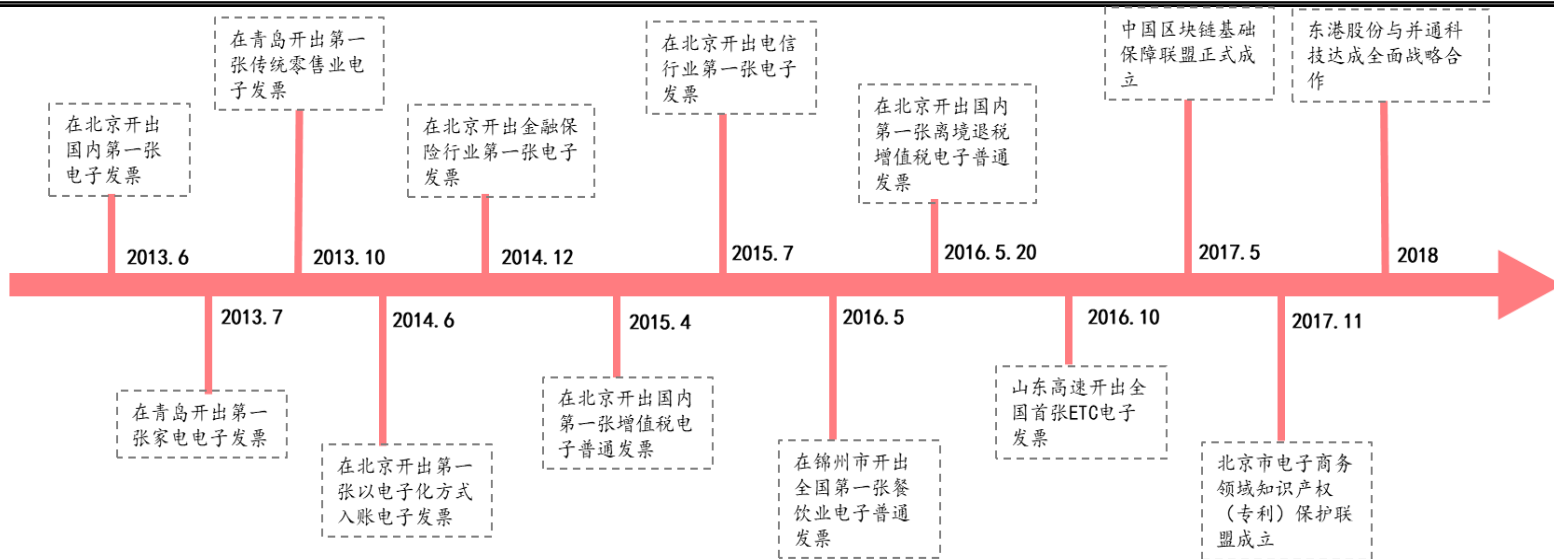 在北京开出
国内第一张
电子发票
2013.6
在青岛开出第一
张家电电子发票
2013.7
在青岛开出第一
张传统零售业电
子发票
2013.10
在北京开出第一
张以电子化方式
入账电子发票
2014.6
在北京开出金融保
险行业第一张电子
发票
2014.12
在北京开出国内
第一张增值税电
子普通发票
2015.4
在北京开出电信
行业第一张电子
发票
2015.7
在锦州市开出
全国第一张餐
饮业电子普通
发票
2016.5
在北京开出国内
第一张离境退税
增值税电子普通
发票
2016.5.20
山东高速开出全
国首张ETC电子
发票
2016.10
中国区块链基础
保障联盟正式成
立
2017.5
北京市电子商务
领域知识产权
（专利）保护联
盟成立
2017.11
东港股份与井通科
技达成全面战略合
作
2018